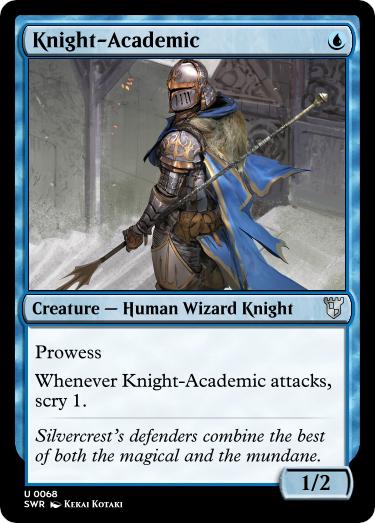 Knight-Academic
Creature — Human Wizard Knight
Prowess
Whenever Knight-Academic attacks,
scry 1.
Silvercrest's defenders combine the best
of both the magical and the mundane.
1/2
U 0068
SWR Kekai Kotaki